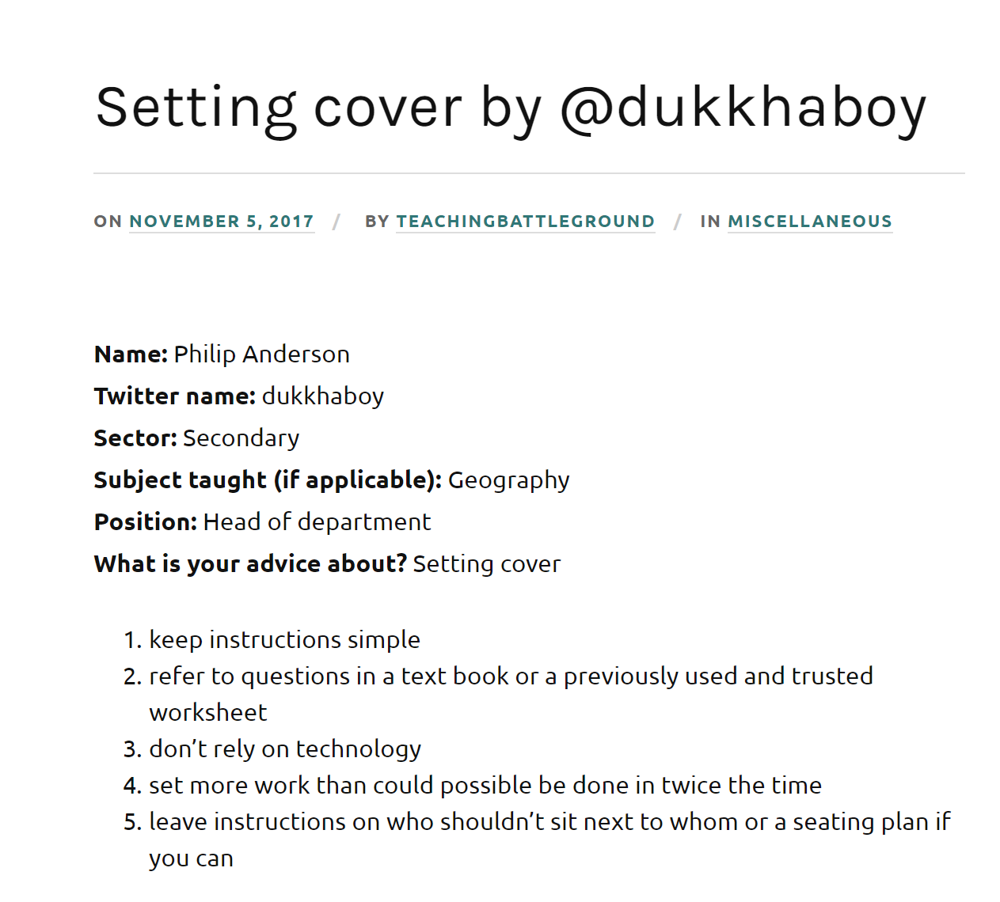 Setting cover by @dukkhaboy
ON NOVEMBER 5, 2017 / BY TEACHINGBATTLEGROUND / IN MISCELLANEOUS
Name: Philip Anderson
Twitter name: dukkhaboy
Sector: Secondary
Subject taught (if applicable): Geography
Position: Head of department
What is your advice about? Setting cover
1. keep instructions simple
2. refer to questions in a text book or a previously used and trusted
worksheet
3. don’t rely on technology
4. set more work than could possible be done in twice the time
5. leave instructions on who shouldn’t sit next to whom or a seating plan if
you can